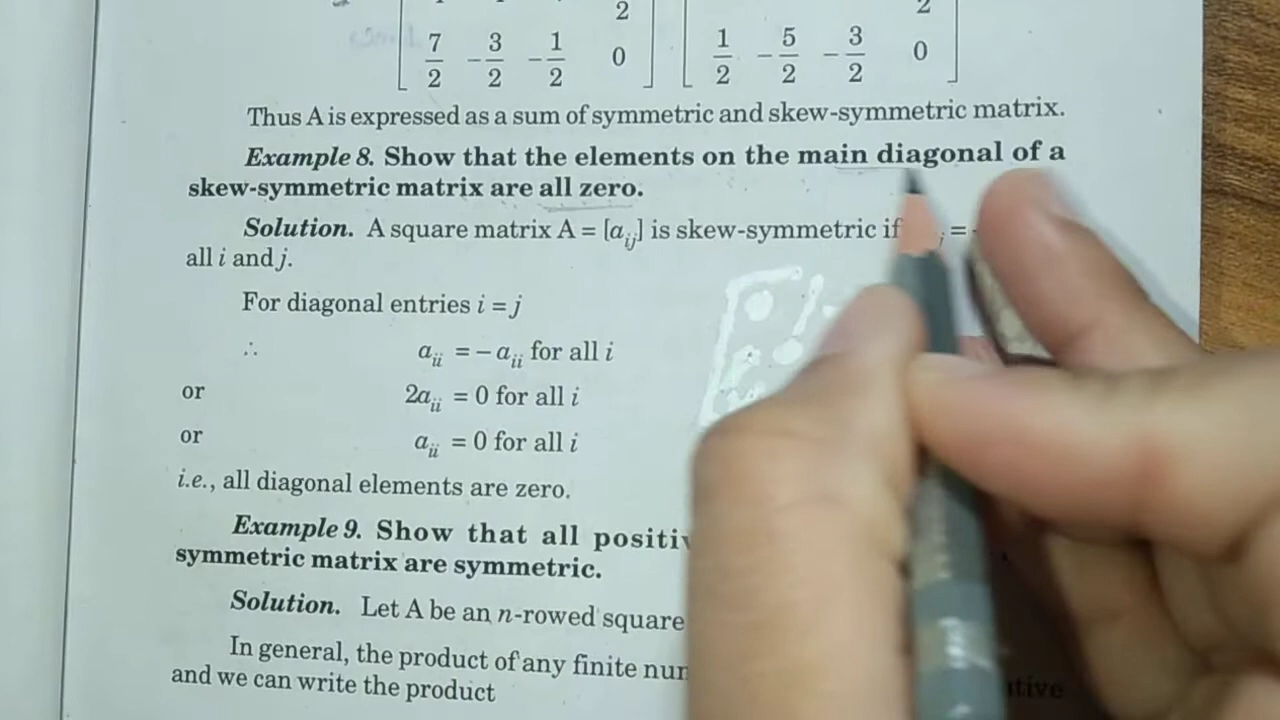 2 2
7/2 -3/2 -1/2 0 1/2 -5/2 -3/2 0
Thus A is expressed as a sum of symmetric and skew-symmetric matrix.
Example 8. Show that the elements on the main diagonal of a
skew-symmetric matrix are all zero.
Solution. A square matrix A = [aij] is skew-symmetric if =
all i and j.
For diagonal entries i = j
∴ aii = – aii for all i
or 2aii = 0 for all i
or aii = 0 for all i
i.e., all diagonal elements are zero.
Example 9. Show that all
symmetric matrix are symmetric.
Solution. Let A be an n-rowed square
In general, the product of any finite
and we can write the product